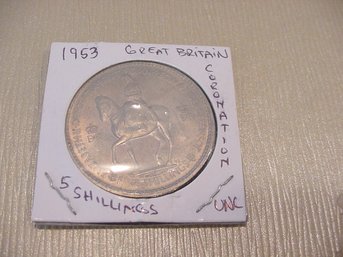 1953 GREAT BRITAIN
CORONATION
5 SHILLINGS
UNC